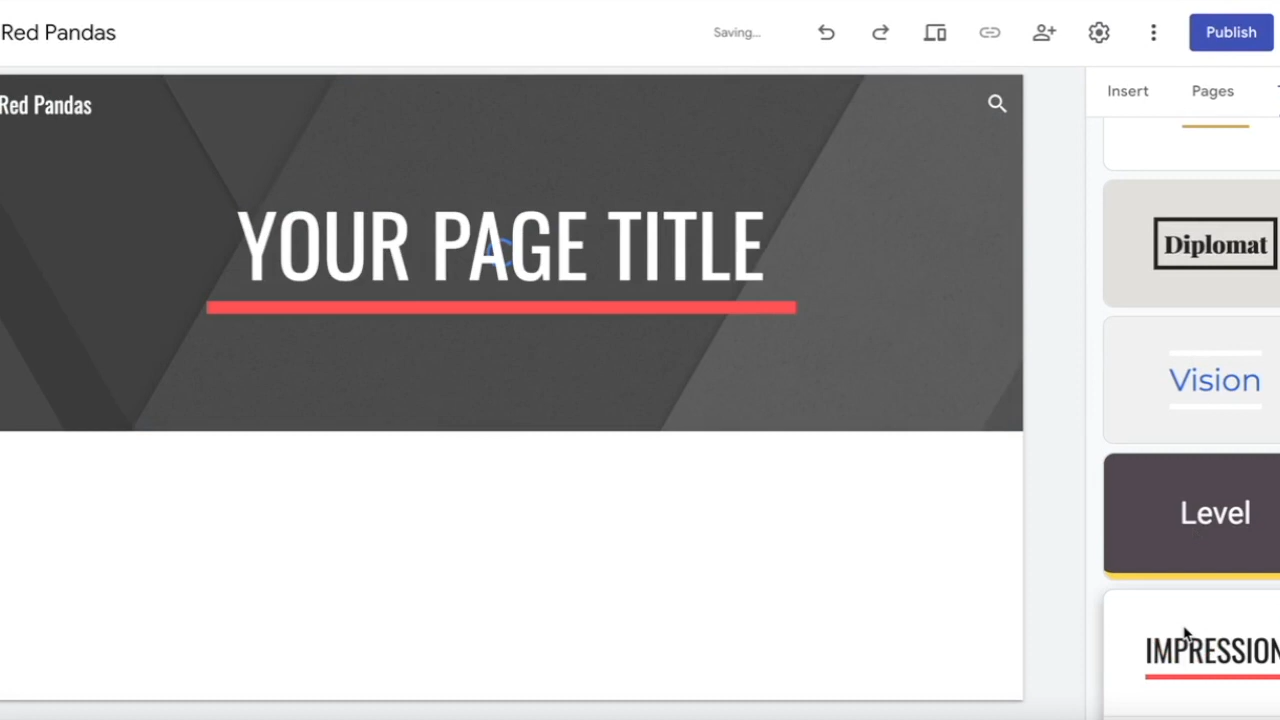 Red Pandas
Saving...
Publish
Insert
Pages
Red Pandas
YOUR PAGE TITLE
Diplomat
Vision
Level
IMPRESSION